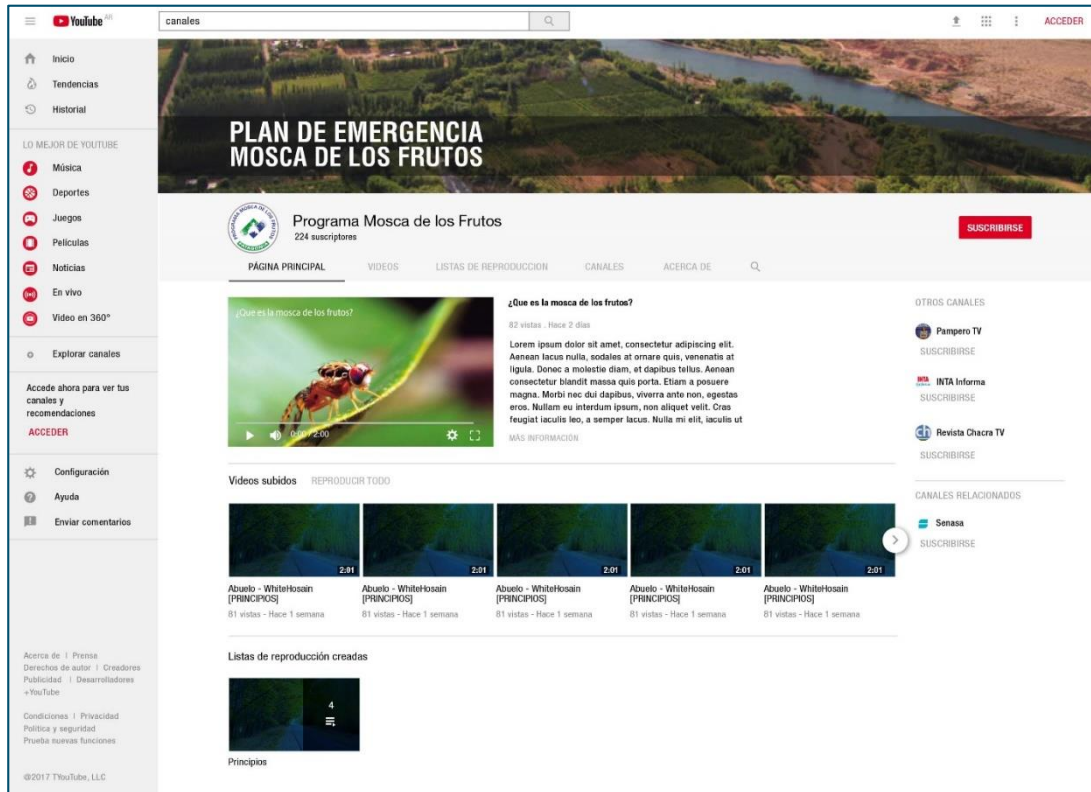 YouTube AR
canales
ACCEDER
Inicio
Tendencias
Historial
LO MEJOR DE YOUTUBE
Música
Deportes
Juegos
Películas
Noticias
En vivo
Video en 360°
Explorar canales
Accede ahora para ver tus
canales y
recomendaciones
ACCEDER
Configuración
Ayuda
Enviar comentarios
Acerca de | Prensa
Derechos de autor | Creadores
Publicidad | Desarrolladores
+YouTube
Condiciones | Privacidad
Política y seguridad
Prueba nuevas funciones
@2017 TYouTube, LLC
PLAN DE EMERGENCIA
MOSCA DE LOS FRUTOS
PROGRAMA MOSCA DE LOS FRUTOS
Programa Mosca de los Frutos
224 suscriptores
SUSCRIBIRSE
PÁGINA PRINCIPAL VIDEOS LISTAS DE REPRODUCCION CANALES ACERCA DE
¿Que es la mosca de los frutos?
0:00 / 2:00
¿Que es la mosca de los frutos?
82 vistas . Hace 2 días
Lorem ipsum dolor sit amet, consectetur adipiscing elit.
Aenean lacus nulla, sodales at ornare quis, venenatis at
ligula. Donec a molestie diam, et dapibus tellus. Aenean
consectetur blandit massa quis porta. Etiam a posuere
magna. Morbi nec dui dapibus, viverra ante non, egestas
eros. Nullam eu interdum ipsum, non aliquet velit. Cras
feugiat iaculis leo, a semper lacus. Nulla mi elit, iaculis ut
MÁS INFORMACIÓN
Videos subidos REPRODUCIR TODO
2:01 2:01 2:01 2:01 2:01
Abuelo - WhiteHosain Abuelo - WhiteHosain Abuelo - WhiteHosain Abuelo - WhiteHosain Abuelo - WhiteHosain
[PRINCIPIOS] [PRINCIPIOS] [PRINCIPIOS] [PRINCIPIOS] [PRINCIPIOS]
81 vistas - Hace 1 semana 81 vistas - Hace 1 semana 81 vistas - Hace 1 semana 81 vistas - Hace 1 semana 81 vistas - Hace 1 semana
Listas de reproducción creadas
4
Principios
OTROS CANALES
Pampero TV
SUSCRIBIRSE
INTA
INTA Informa
SUSCRIBIRSE
ch
Revista Chacra TV
SUSCRIBIRSE
CANALES RELACIONADOS
Senasa
SUSCRIBIRSE